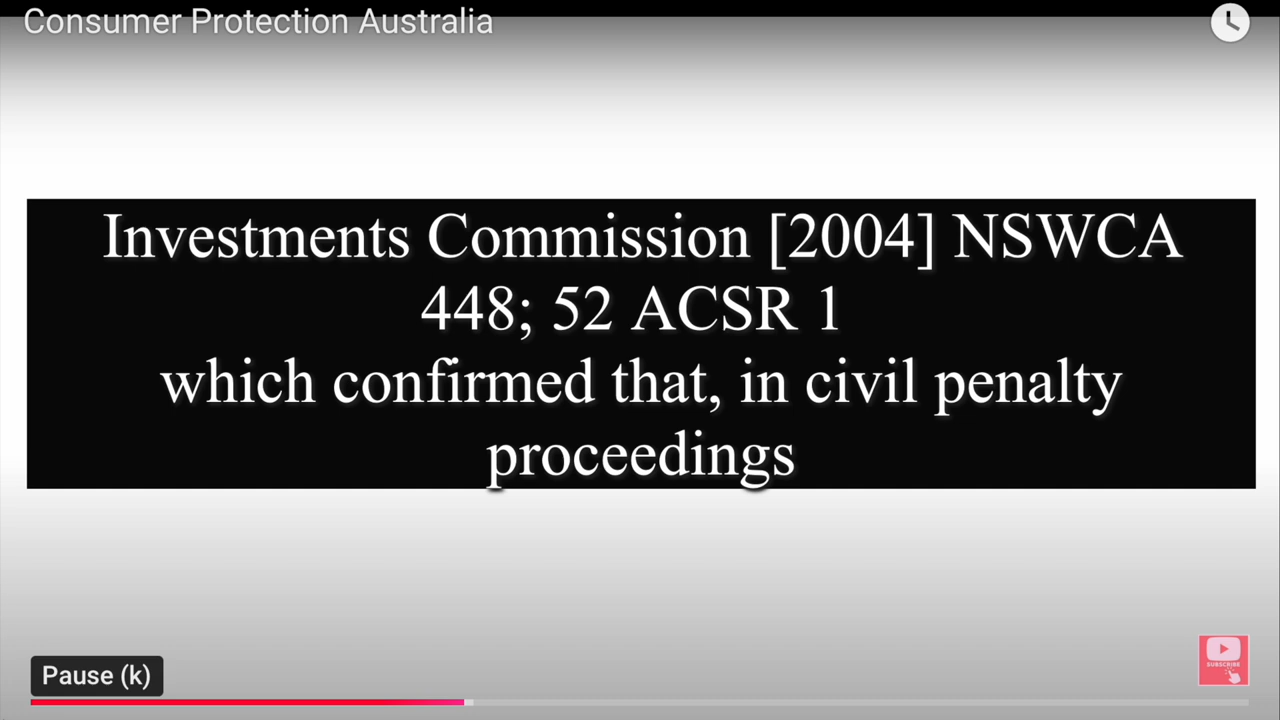 Consumer Protection Australia
Investments Commission [2004] NSWCA
448; 52 ACSR 1
which confirmed that, in civil penalty
proceedings
SUBSCRIBE
Pause (k)